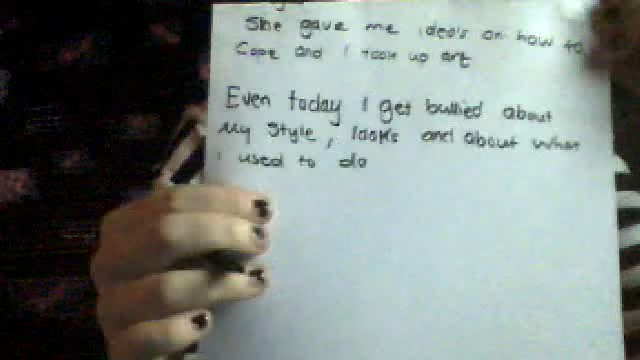 She gave me idea's on how to
Cope and I took up art
Even today I get bullied about
My style, look's and about what
I used to do